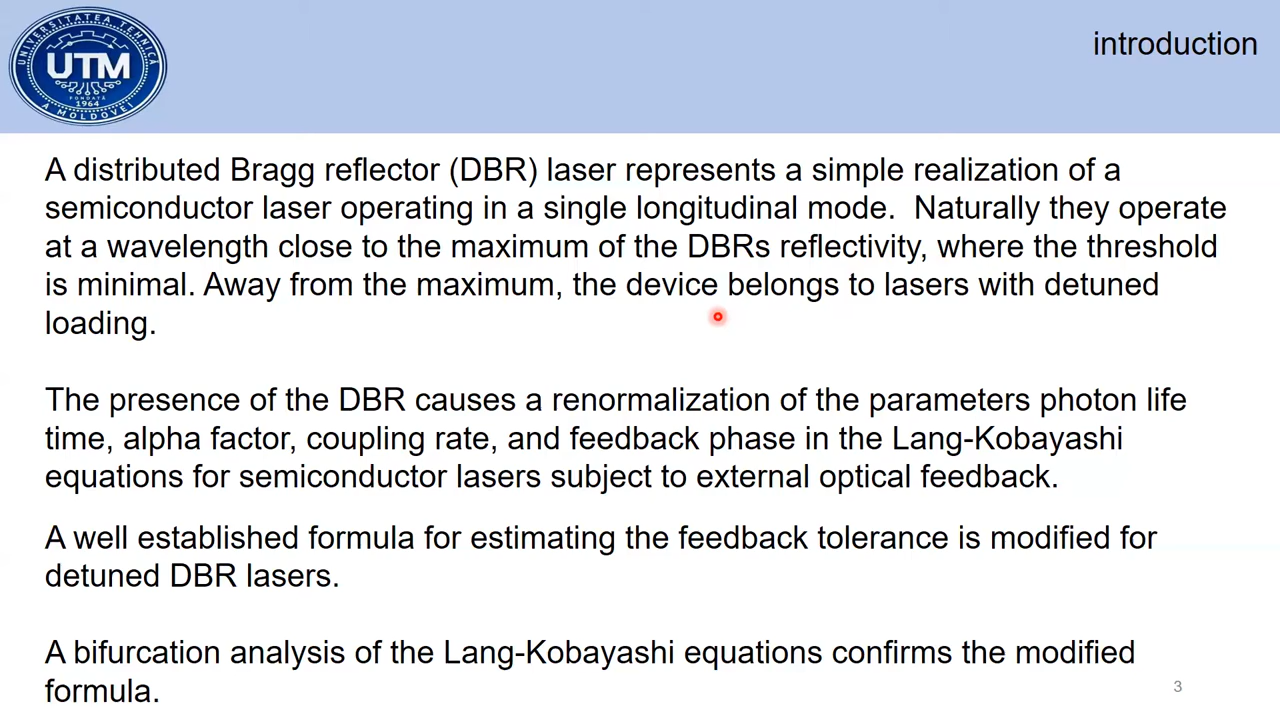 UNIVERSITATEA TEHNICĂ
UTM
FONDATĂ
1964
A MOLDOVEI
introduction
A distributed Bragg reflector (DBR) laser represents a simple realization of a
semiconductor laser operating in a single longitudinal mode.  Naturally they operate
at a wavelength close to the maximum of the DBRs reflectivity, where the threshold
is minimal. Away from the maximum, the device belongs to lasers with detuned
loading.
The presence of the DBR causes a renormalization of the parameters photon life
time, alpha factor, coupling rate, and feedback phase in the Lang-Kobayashi
equations for semiconductor lasers subject to external optical feedback.
A well established formula for estimating the feedback tolerance is modified for
detuned DBR lasers.
A bifurcation analysis of the Lang-Kobayashi equations confirms the modified
formula.
3